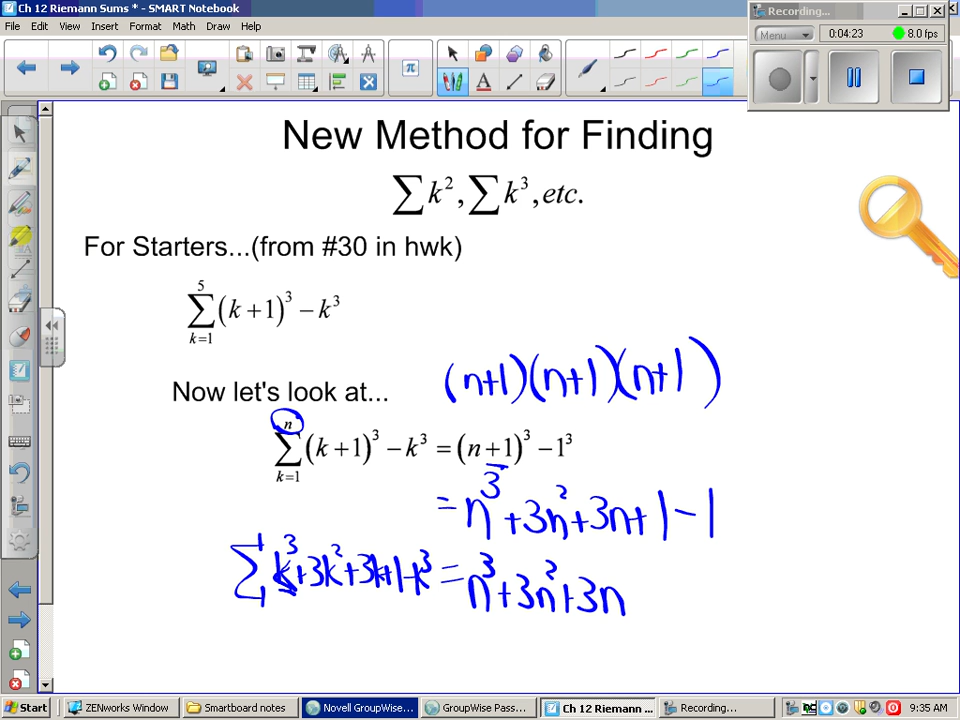 Ch 12 Riemann Sums * - SMART Notebook
File Edit View Insert Format Math Draw Help
Recording...
Menu 0:04:23 8.0 fps
New Method for Finding
∑k², ∑k³, etc.
For Starters...(from #30 in hwk)
5
∑(k+1)³ − k³
k=1
(n+1)(n+1)(n+1)
Now let's look at...
n
∑(k+1)³ − k³ = (n+1)³ − 1³
k=1
= n³+3n²+3n+1−1
∑ k³+3k²+3k+1−k³ = n³+3n²+3n
1
Start ZENworks Window Smartboard notes Novell GroupWise... GroupWise Pass... Ch 12 Riemann ... Recording... 9:35 AM